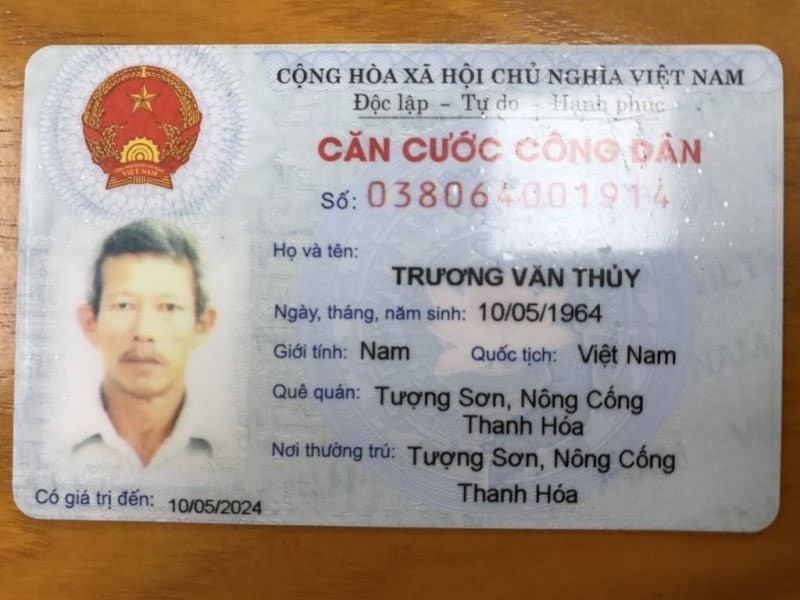 CỘNG HÒA XÃ HỘI CHỦ NGHĨA VIỆT NAM
Độc lập - Tự do - Hạnh phúc
CĂN CƯỚC CÔNG DÂN
Số: 038064001914
VIỆT NAM
Họ và tên:
TRƯƠNG VĂN THỦY
Ngày, tháng, năm sinh: 10/05/1964
Giới tính: Nam Quốc tịch: Việt Nam
Quê quán: Tượng Sơn, Nông Cống
Thanh Hóa
Nơi thường trú: Tượng Sơn, Nông Cống
Thanh Hóa
Có giá trị đến: 10/05/2024